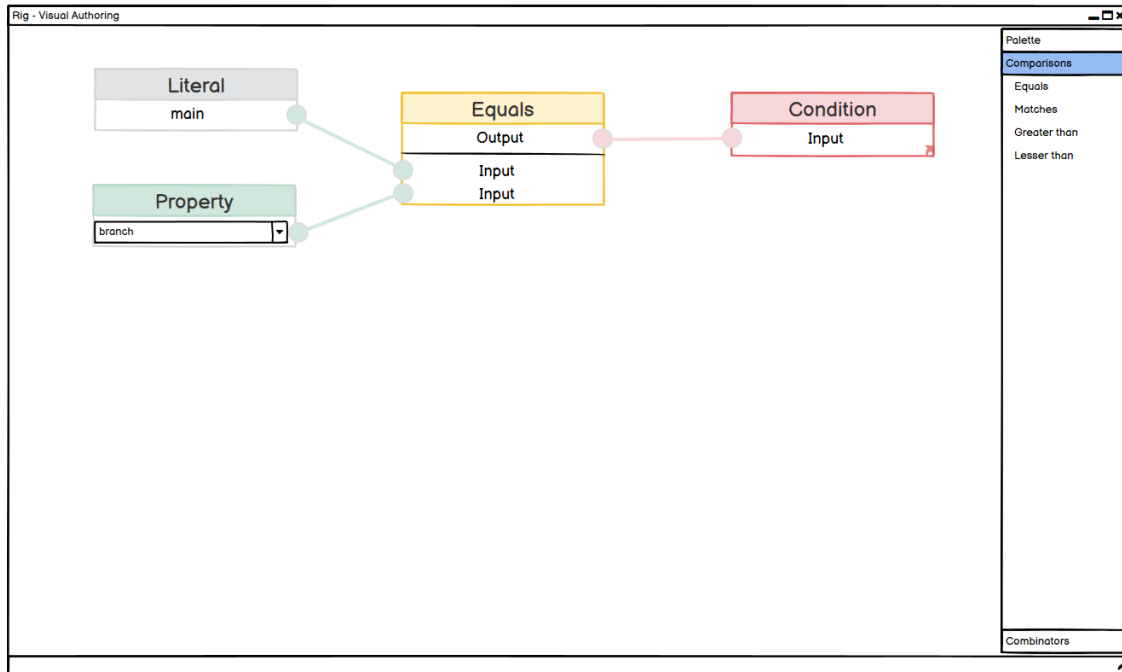 Rig - Visual Authoring
Literal
main
Property
branch
Equals
Output
Input
Input
Condition
Input
Palette
Comparisons
Equals
Matches
Greater than
Lesser than
Combinators